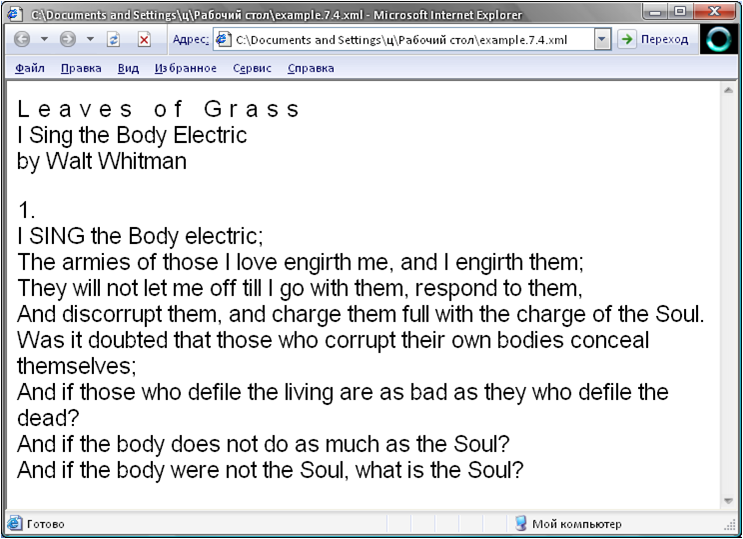 C:\Documents and Settings\ц\Рабочий стол\example.7.4.xml - Microsoft Internet Explorer
Адрес: C:\Documents and Settings\ц\Рабочий стол\example.7.4.xml Переход
Файл Правка Вид Избранное Сервис Справка
Leaves of Grass
I Sing the Body Electric
by Walt Whitman
1.
I SING the Body electric;
The armies of those I love engirth me, and I engirth them;
They will not let me off till I go with them, respond to them,
And discorrupt them, and charge them full with the charge of the Soul.
Was it doubted that those who corrupt their own bodies conceal
themselves;
And if those who defile the living are as bad as they who defile the
dead?
And if the body does not do as much as the Soul?
And if the body were not the Soul, what is the Soul?
Готово Мой компьютер